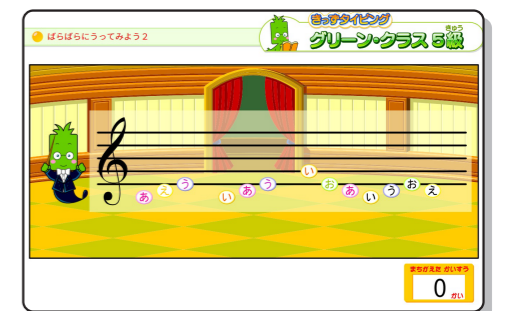 きっずタイピング
ばらばらにうってみよう2
グリーン・クラス5級
きゅう
あえういあういおあいうおえ
まちがえた かいすう
0 かい